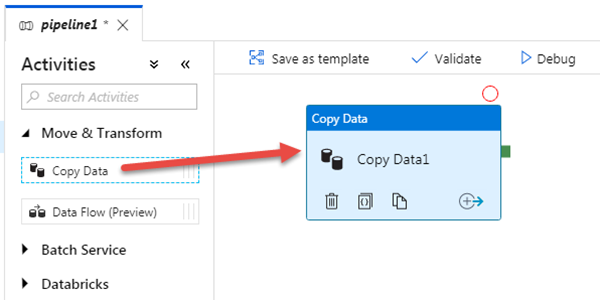 pipeline1 *
Activities
Search Activities
Move & Transform
Copy Data
Data Flow (Preview)
Batch Service
Databricks
Save as template
Validate
Debug
Copy Data
Copy Data1